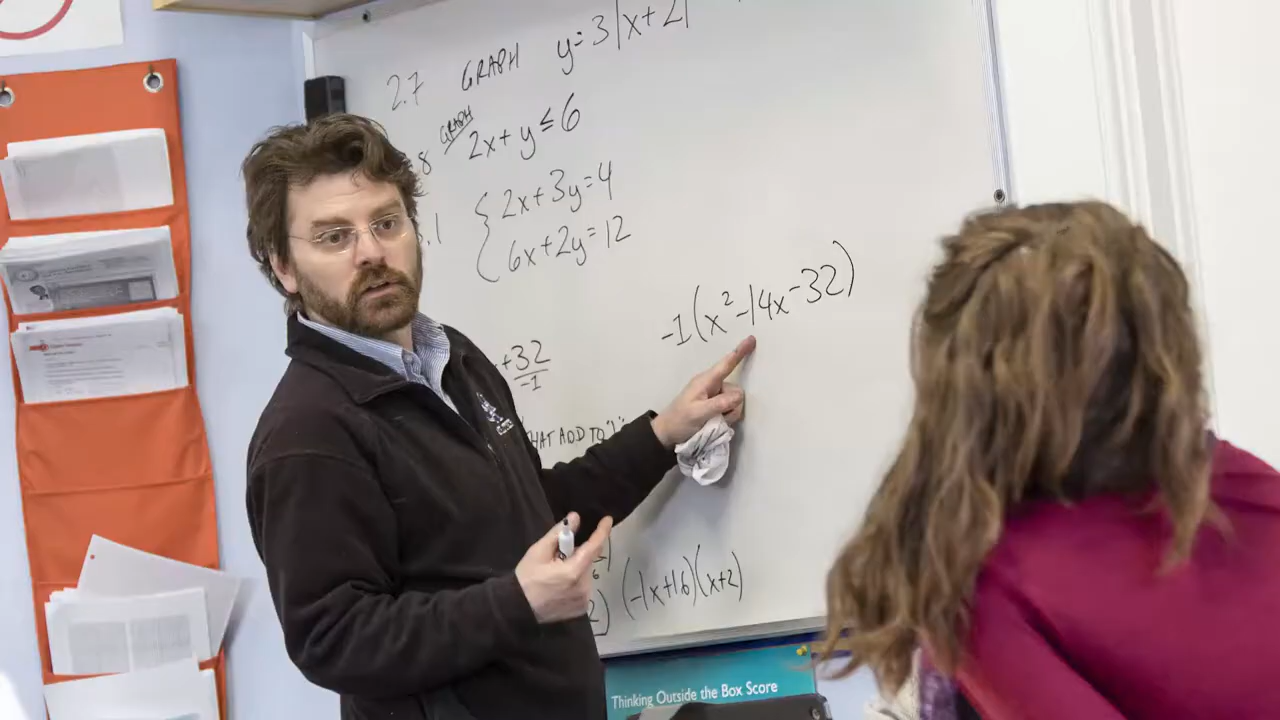 2.7 GRAPH y=3|x+2|
8 GRAPH 2x+y≤6
.1 {2x+3y=4
6x+2y=12
-1(x²-14x-32)
+32
-1
HAT ADD TO "
(-1x+16)(x+2)
Thinking Outside the Box Score